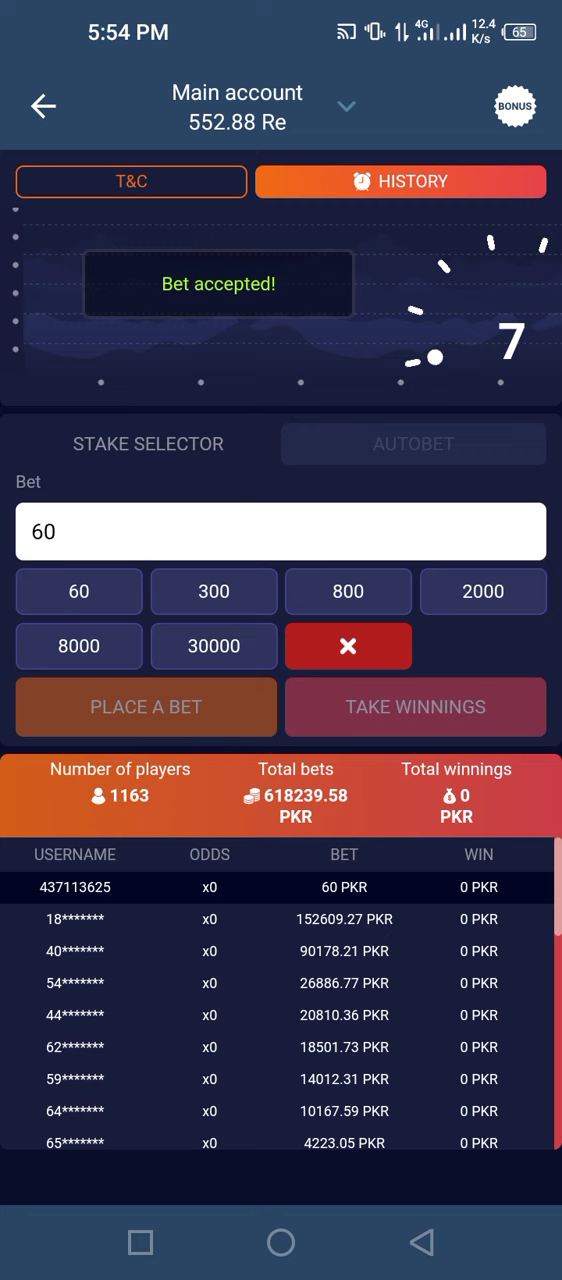 5:54 PM
4G
12.4
K/s
65
Main account
552.88 Re
BONUS
T&C
HISTORY
Bet accepted!
7
STAKE SELECTOR
AUTOBET
Bet
60
60 300 800 2000
8000 30000
PLACE A BET TAKE WINNINGS
Number of players Total bets Total winnings
1163 618239.58 0
PKR PKR
USERNAME ODDS BET WIN
437113625 x0 60 PKR 0 PKR
18******* x0 152609.27 PKR 0 PKR
40******* x0 90178.21 PKR 0 PKR
54******* x0 26886.77 PKR 0 PKR
44******* x0 20810.36 PKR 0 PKR
62******* x0 18501.73 PKR 0 PKR
59******* x0 14012.31 PKR 0 PKR
64******* x0 10167.59 PKR 0 PKR
65******* x0 4223.05 PKR 0 PKR